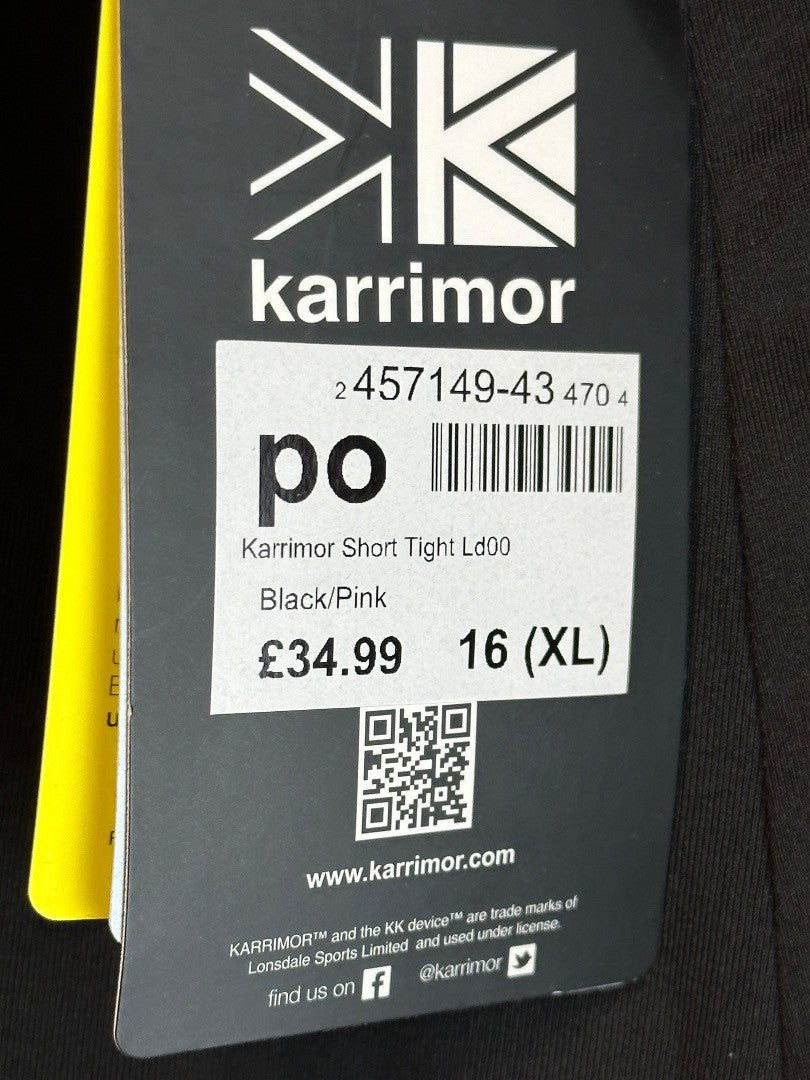 karrimor
2 457149-43 470 4
po
Karrimor Short Tight Ld00
Black/Pink
£34.99 16 (XL)
www.karrimor.com
KARRIMOR™ and the KK device™ are trade marks of
Lonsdale Sports Limited and used under license.
find us on f @karrimor